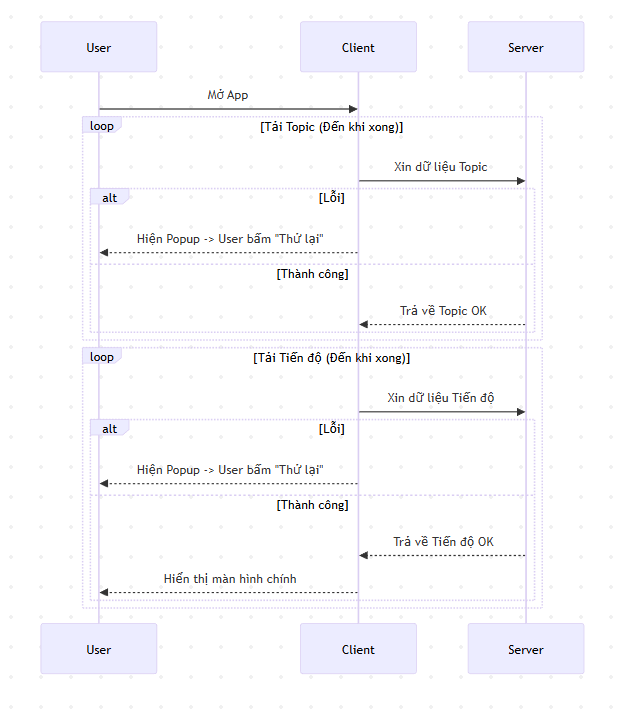 User
Client
Server
Mở App
loop
[Tải Topic (Đến khi xong)]
Xin dữ liệu Topic
alt
[Lỗi]
Hiện Popup -> User bấm "Thử lại"
[Thành công]
Trả về Topic OK
loop
[Tải Tiến độ (Đến khi xong)]
Xin dữ liệu Tiến độ
alt
[Lỗi]
Hiện Popup -> User bấm "Thử lại"
[Thành công]
Trả về Tiến độ OK
Hiển thị màn hình chính
User
Client
Server